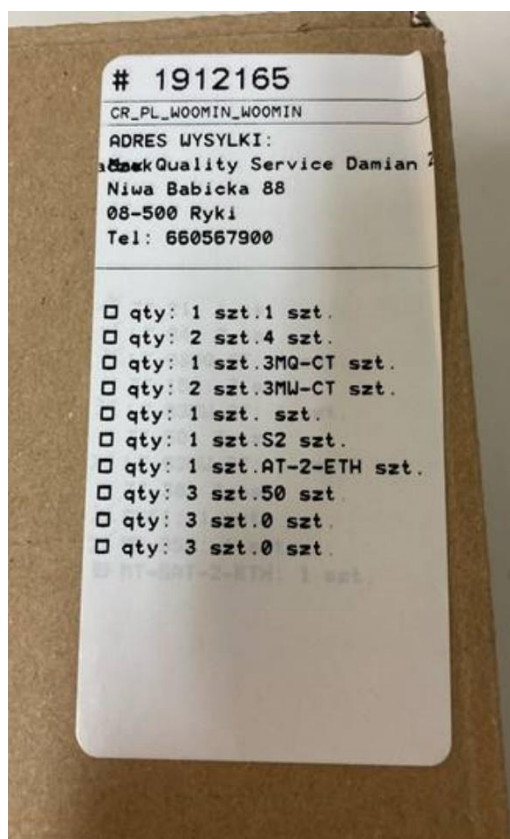 # 1912165
CR_PL_WOOMIN_WOOMIN
ADRES WYSYLKI:
Quality Service Damian
Niwa Babicka 88
08-500 Ryki
Tel: 660567900
qty: 1 szt.1 szt.
qty: 2 szt.4 szt.
qty: 1 szt.3MQ-CT szt.
qty: 2 szt.3MW-CT szt.
qty: 1 szt. szt.
qty: 1 szt.S2 szt.
qty: 1 szt.AT-2-ETH szt.
qty: 3 szt.50 szt
qty: 3 szt.0 szt.
qty: 3 szt.0 szt.